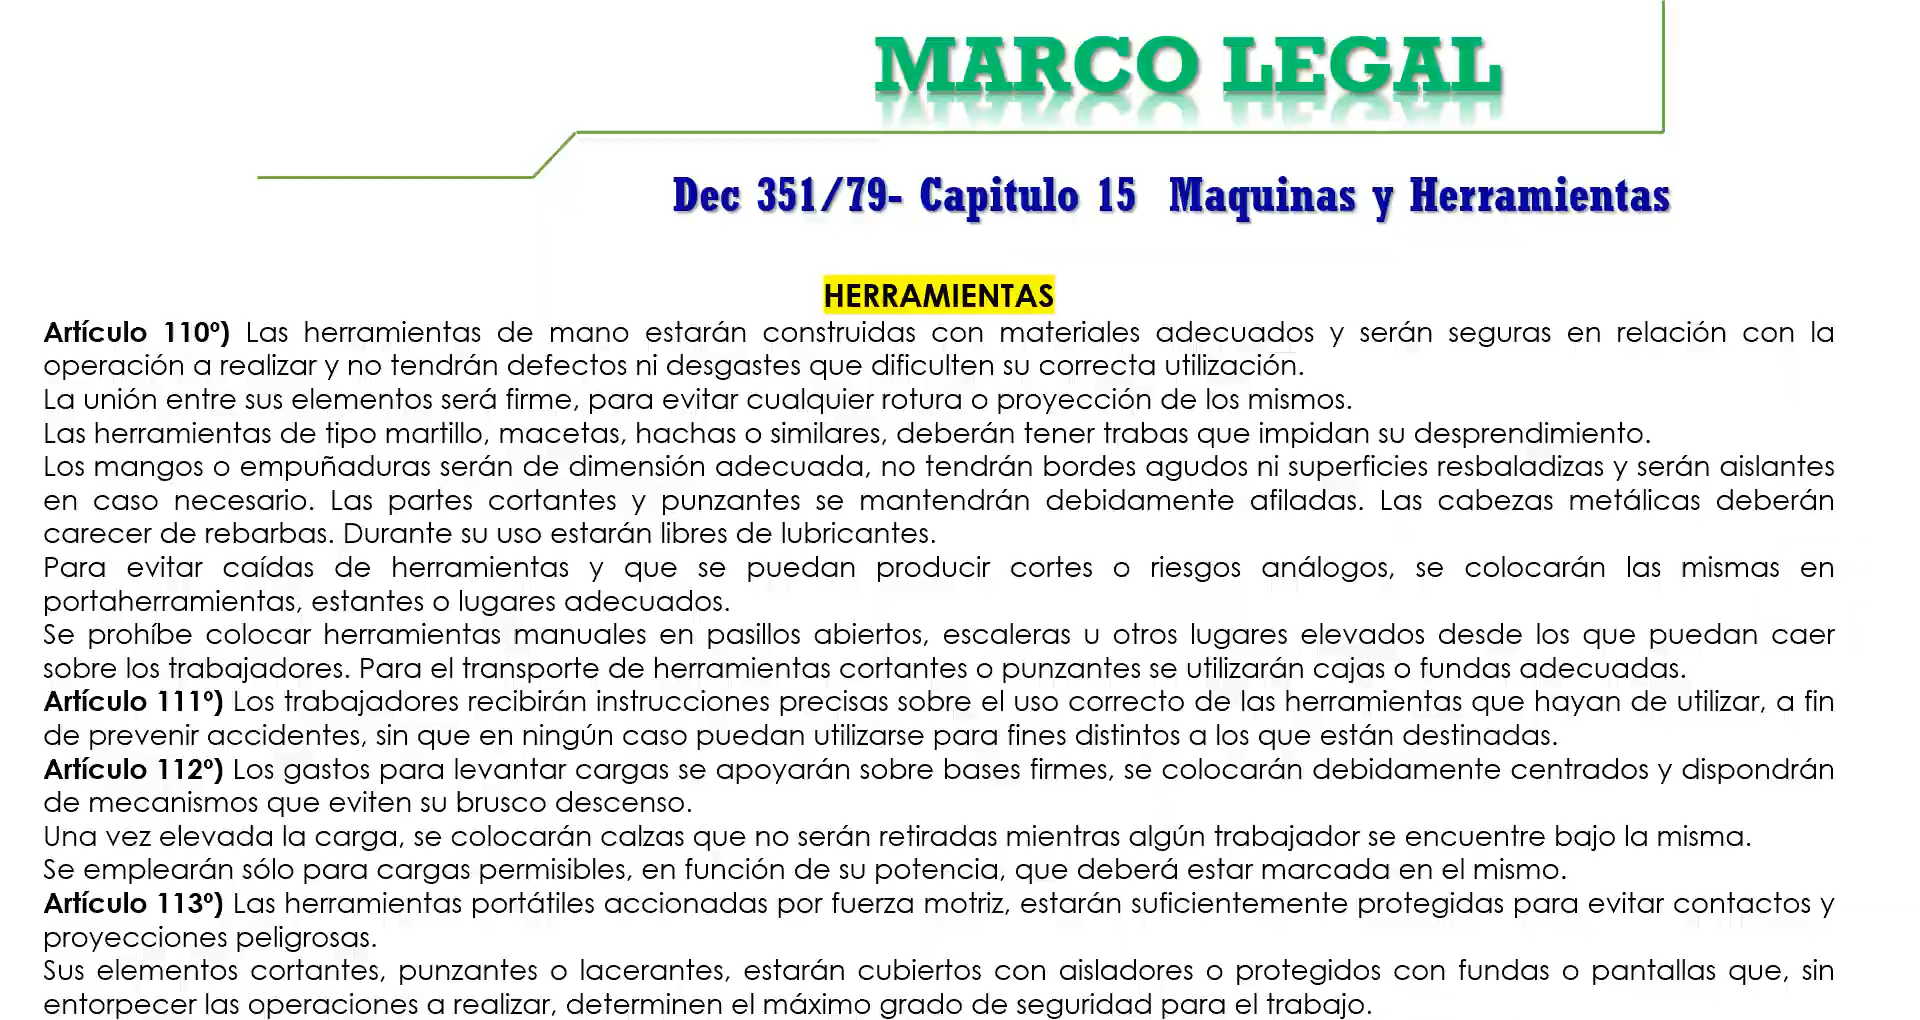 MARCO LEGAL
Dec 351/79- Capitulo 15 Maquinas y Herramientas
HERRAMIENTAS
Artículo 110º) Las herramientas de mano estarán construidas con materiales adecuados y serán seguras en relación con la
operación a realizar y no tendrán defectos ni desgastes que dificulten su correcta utilización.
La unión entre sus elementos será firme, para evitar cualquier rotura o proyección de los mismos.
Las herramientas de tipo martillo, macetas, hachas o similares, deberán tener trabas que impidan su desprendimiento.
Los mangos o empuñaduras serán de dimensión adecuada, no tendrán bordes agudos ni superficies resbaladizas y serán aislantes
en caso necesario. Las partes cortantes y punzantes se mantendrán debidamente afiladas. Las cabezas metálicas deberán
carecer de rebarbas. Durante su uso estarán libres de lubricantes.
Para evitar caídas de herramientas y que se puedan producir cortes o riesgos análogos, se colocarán las mismas en
portaherramientas, estantes o lugares adecuados.
Se prohíbe colocar herramientas manuales en pasillos abiertos, escaleras u otros lugares elevados desde los que puedan caer
sobre los trabajadores. Para el transporte de herramientas cortantes o punzantes se utilizarán cajas o fundas adecuadas.
Artículo 111º) Los trabajadores recibirán instrucciones precisas sobre el uso correcto de las herramientas que hayan de utilizar, a fin
de prevenir accidentes, sin que en ningún caso puedan utilizarse para fines distintos a los que están destinadas.
Artículo 112º) Los gastos para levantar cargas se apoyarán sobre bases firmes, se colocarán debidamente centrados y dispondrán
de mecanismos que eviten su brusco descenso.
Una vez elevada la carga, se colocarán calzas que no serán retiradas mientras algún trabajador se encuentre bajo la misma.
Se emplearán sólo para cargas permisibles, en función de su potencia, que deberá estar marcada en el mismo.
Artículo 113º) Las herramientas portátiles accionadas por fuerza motriz, estarán suficientemente protegidas para evitar contactos y
proyecciones peligrosas.
Sus elementos cortantes, punzantes o lacerantes, estarán cubiertos con aisladores o protegidos con fundas o pantallas que, sin
entorpecer las operaciones a realizar, determinen el máximo grado de seguridad para el trabajo.